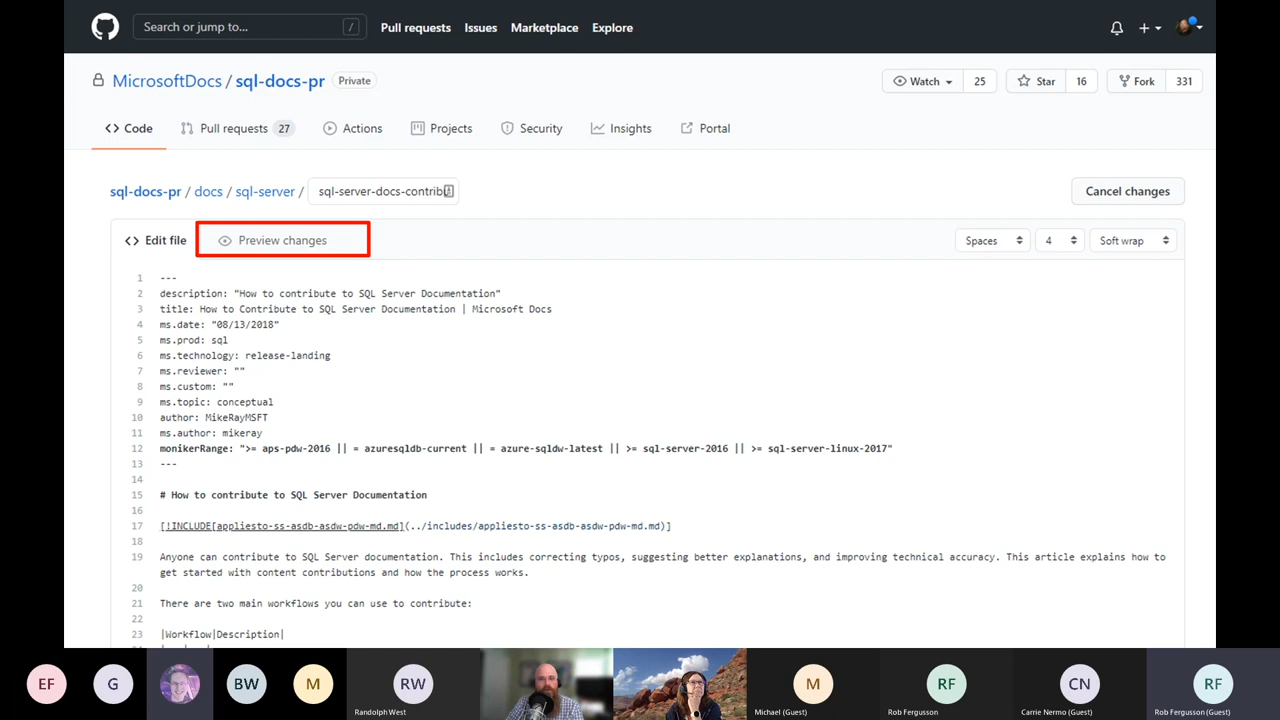 Search or jump to... /
Pull requests Issues Marketplace Explore
MicrosoftDocs / sql-docs-pr Private
Watch 25 Star 16 Fork 331
Code Pull requests 27 Actions Projects Security Insights Portal
sql-docs-pr / docs / sql-server / sql-server-docs-contribu
Cancel changes
Edit file Preview changes
Spaces 4 Soft wrap
1 ---
2 description: "How to contribute to SQL Server Documentation"
3 title: How to Contribute to SQL Server Documentation | Microsoft Docs
4 ms.date: "08/13/2018"
5 ms.prod: sql
6 ms.technology: release-landing
7 ms.reviewer: ""
8 ms.custom: ""
9 ms.topic: conceptual
10 author: MikeRayMSFT
11 ms.author: mikeray
12 monikerRange: ">= aps-pdw-2016 || = azuresqldb-current || = azure-sqldw-latest || >= sql-server-2016 || >= sql-server-linux-2017"
13 ---
14
15 # How to contribute to SQL Server Documentation
16
17 [!INCLUDE[appliesto-ss-asdb-asdw-pdw-md.md](../includes/appliesto-ss-asdb-asdw-pdw-md.md)]
18
19 Anyone can contribute to SQL Server documentation. This includes correcting typos, suggesting better explanations, and improving technical accuracy. This article explains how to
get started with content contributions and how the process works.
20
21 There are two main workflows you can use to contribute:
22
23 |Workflow|Description|
EF G BW M RW M RF CN RF
Randolph West Michael (Guest) Rob Fergusson Carrie Nermo (Guest) Rob Fergusson (Guest)